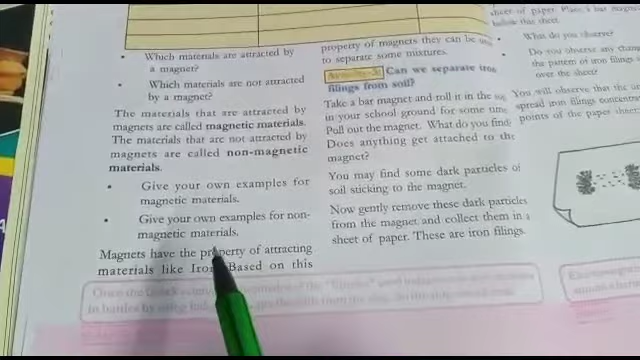 • Which materials are attracted by
a magnet?
• Which materials are not attracted
by a magnet?
The materials that are attracted by
magnets are called magnetic materials.
The materials that are not attracted by
magnets are called non-magnetic
materials.
• Give your own examples for
magnetic materials.
• Give your own examples for non-
magnetic materials.
Magnets have the property of attracting
materials like Iron. Based on this
property of magnets they can be
to separate some mixtures.
Can we separate iron
filings from soil?
Take a bar magnet and roll it in the
in your school ground for some time
Pull out the magnet. What do you find
Does anything get attached to the
magnet?
You may find some dark particles of
soil sticking to the magnet.
Now gently remove these dark particles
from the magnet and collect them in a
sheet of paper. These are iron filings.
sheet of paper. Place a bar
below this sheet.
• What do you observe?
• Do you observe any
the pattern of iron filings
over the sheet?
You will observe that the
spread iron filings
points of the paper